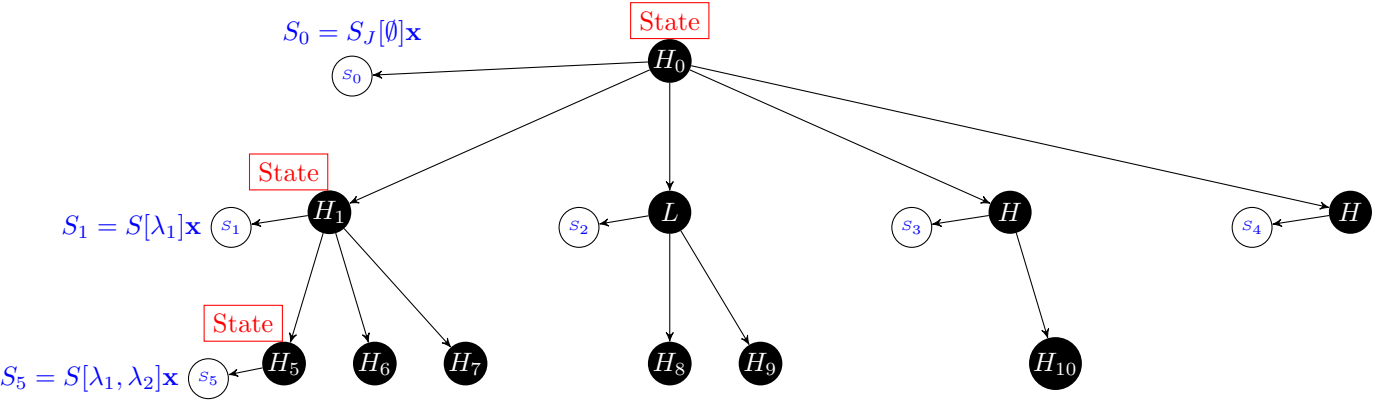 State
S_0 = S_J[∅]x
H_0
S_0
State
H_1
L
H
H
S_1 = S[λ_1]x
S_1
S_2
S_3
S_4
State
H_5
H_6
H_7
H_8
H_9
H_10
S_5 = S[λ_1, λ_2]x
S_5